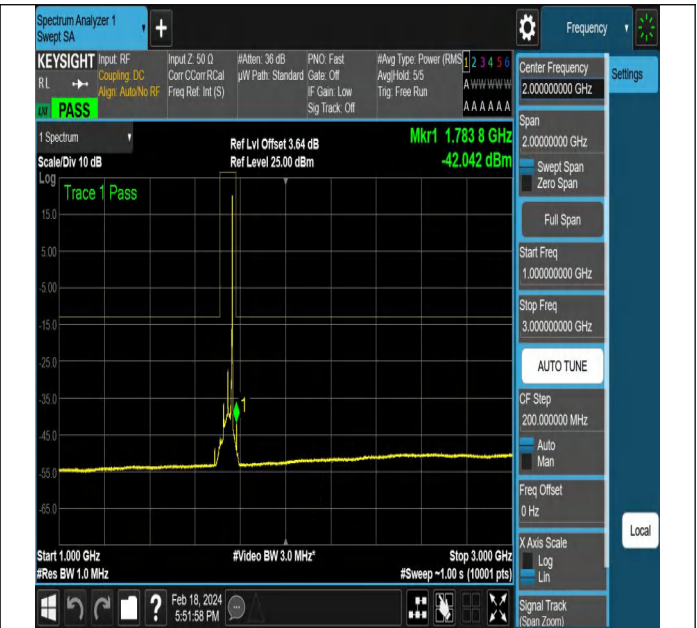 Spectrum Analyzer 1
Swept SA
Frequency
KEYSIGHT
RL
PASS
Input: RF
Coupling: DC
Align: Auto/No RF
Input Z: 50 Ω
Corr CCorr RCal
Freq Ref: Int (S)
#Atten: 36 dB
µW Path: Standard
PNO: Fast
Gate: Off
IF Gain: Low
Sig Track: Off
#Avg Type: Power (RMS
Avg|Hold: 5/5
Trig: Free Run
1 2 3 4 5 6
A W W W W W
A A A A A A
Center Frequency
2.000000000 GHz
Settings
Span
2.00000000 GHz
Swept Span
Zero Span
Full Span
Start Freq
1.000000000 GHz
Stop Freq
3.000000000 GHz
AUTO TUNE
CF Step
200.000000 MHz
Auto
Man
Freq Offset
0 Hz
X Axis Scale
Log
Lin
Signal Track
(Span Zoom)
Local
1 Spectrum
Scale/Div 10 dB
Ref Lvl Offset 3.64 dB
Ref Level 25.00 dBm
Mkr1 1.783 8 GHz
-42.042 dBm
Log
Trace 1 Pass
15.0
5.00
-5.00
-15.0
-25.0
-35.0
-45.0
-55.0
-65.0
1
Start 1.000 GHz
#Res BW 1.0 MHz
#Video BW 3.0 MHz*
Stop 3.000 GHz
#Sweep ~1.00 s (10001 pts)
?
Feb 18, 2024
5:51:58 PM